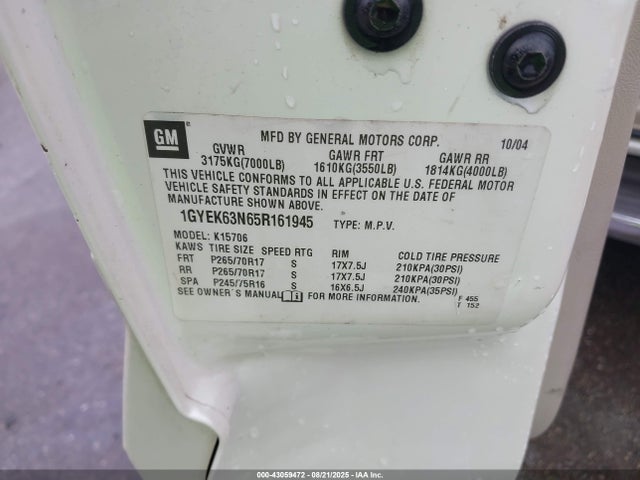 GM
MFD BY GENERAL MOTORS CORP. 10/04
GVWR GAWR FRT GAWR RR
3175KG(7000LB) 1610KG(3550LB) 1814KG(4000LB)
THIS VEHICLE CONFORMS TO ALL APPLICABLE U.S. FEDERAL MOTOR
VEHICLE SAFETY STANDARDS IN EFFECT ON THE DATE OF
MANUFACTURE SHOWN ABOVE.
1GYEK63N65R161945 TYPE: M.P.V.
MODEL: K15706
KAWS TIRE SIZE SPEED RTG RIM COLD TIRE PRESSURE
FRT P265/70R17 S 17X7.5J 210KPA(30PSI)
RR P265/70R17 S 17X7.5J 210KPA(30PSI)
SPA P245/75R16 S 16X6.5J 240KPA(35PSI)
SEE OWNER'S MANUAL FOR MORE INFORMATION. F 455
T 152
000-43059472 - 08/21/2025 - IAA, Inc.